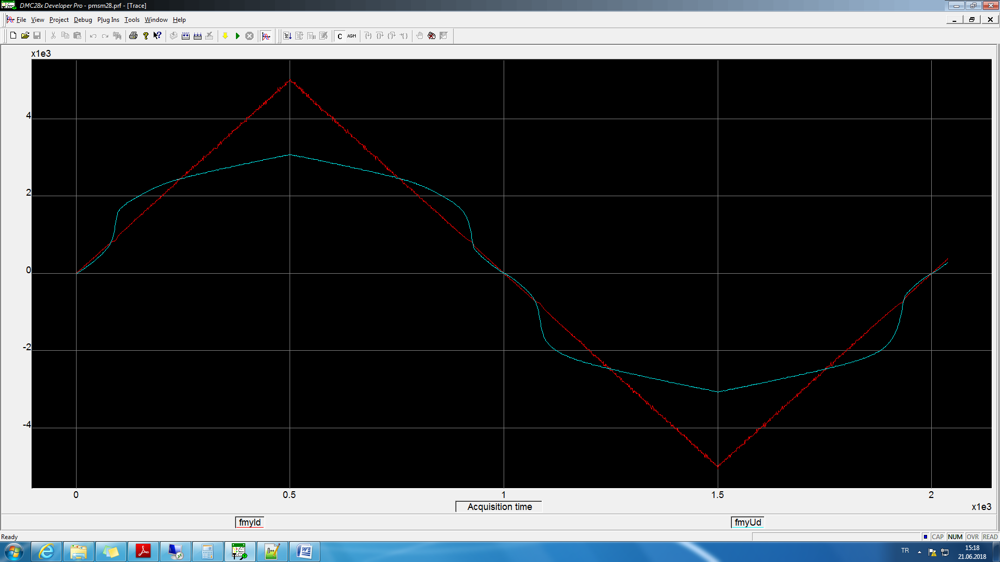 DMC28x Developer Pro - pmsm28.prf - [Trace]
File View Project Debug Plug Ins Tools Window Help
C ASM
x1e3
4
2
0
-2
-4
0 0.5 1 1.5 2
Acquisition time x1e3
fmyId fmyUd
Ready CAP NUM OVR READ
TR 15:18
21.06.2018